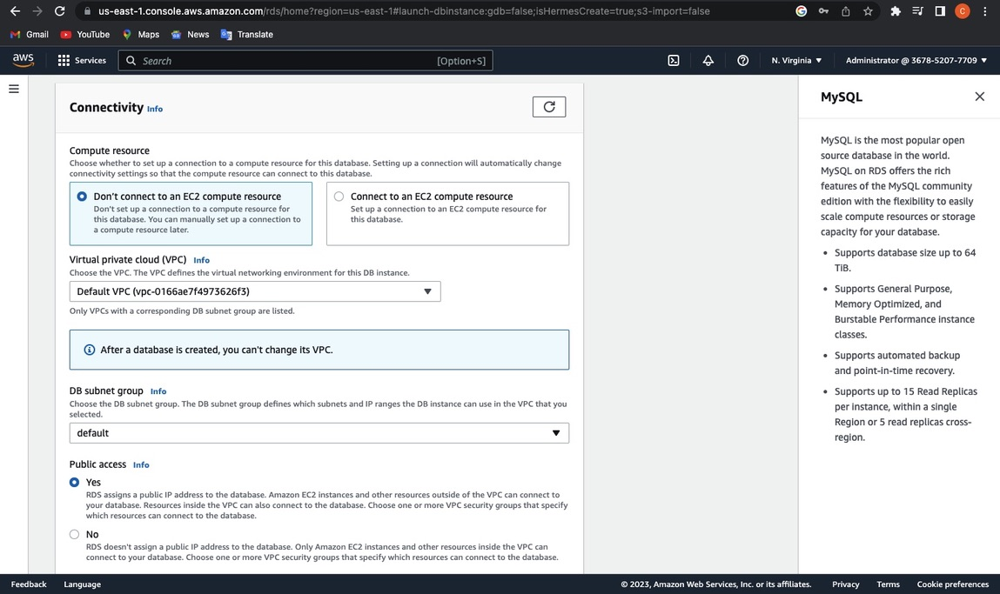 us-east-1.console.aws.amazon.com/rds/home?region=us-east-1#launch-dbinstance:gdb=false;isHermesCreate=true;s3-import=false
C
Gmail YouTube Maps News Translate
aws Services Search [Option+S] N. Virginia Administrator @ 3678-5207-7709
Connectivity Info
Compute resource
Choose whether to set up a connection to a compute resource for this database. Setting up a connection will automatically change
connectivity settings so that the compute resource can connect to this database.
Don't connect to an EC2 compute resource
Don't set up a connection to a compute resource for
this database. You can manually set up a connection to
a compute resource later.
Connect to an EC2 compute resource
Set up a connection to an EC2 compute resource for
this database.
Virtual private cloud (VPC) Info
Choose the VPC. The VPC defines the virtual networking environment for this DB instance.
Default VPC (vpc-0166ae7f4973626f3)
Only VPCs with a corresponding DB subnet group are listed.
After a database is created, you can't change its VPC.
DB subnet group Info
Choose the DB subnet group. The DB subnet group defines which subnets and IP ranges the DB instance can use in the VPC that you
selected.
default
Public access Info
Yes
RDS assigns a public IP address to the database. Amazon EC2 instances and other resources outside of the VPC can connect to
your database. Resources inside the VPC can also connect to the database. Choose one or more VPC security groups that specify
which resources can connect to the database.
No
RDS doesn't assign a public IP address to the database. Only Amazon EC2 instances and other resources inside the VPC can
connect to your database. Choose one or more VPC security groups that specify which resources can connect to the database.
MySQL
MySQL is the most popular open
source database in the world.
MySQL on RDS offers the rich
features of the MySQL community
edition with the flexibility to easily
scale compute resources or storage
capacity for your database.
• Supports database size up to 64
TiB.
• Supports General Purpose,
Memory Optimized, and
Burstable Performance instance
classes.
• Supports automated backup
and point-in-time recovery.
• Supports up to 15 Read Replicas
per instance, within a single
Region or 5 read replicas cross-
region.
Feedback Language © 2023, Amazon Web Services, Inc. or its affiliates. Privacy Terms Cookie preferences